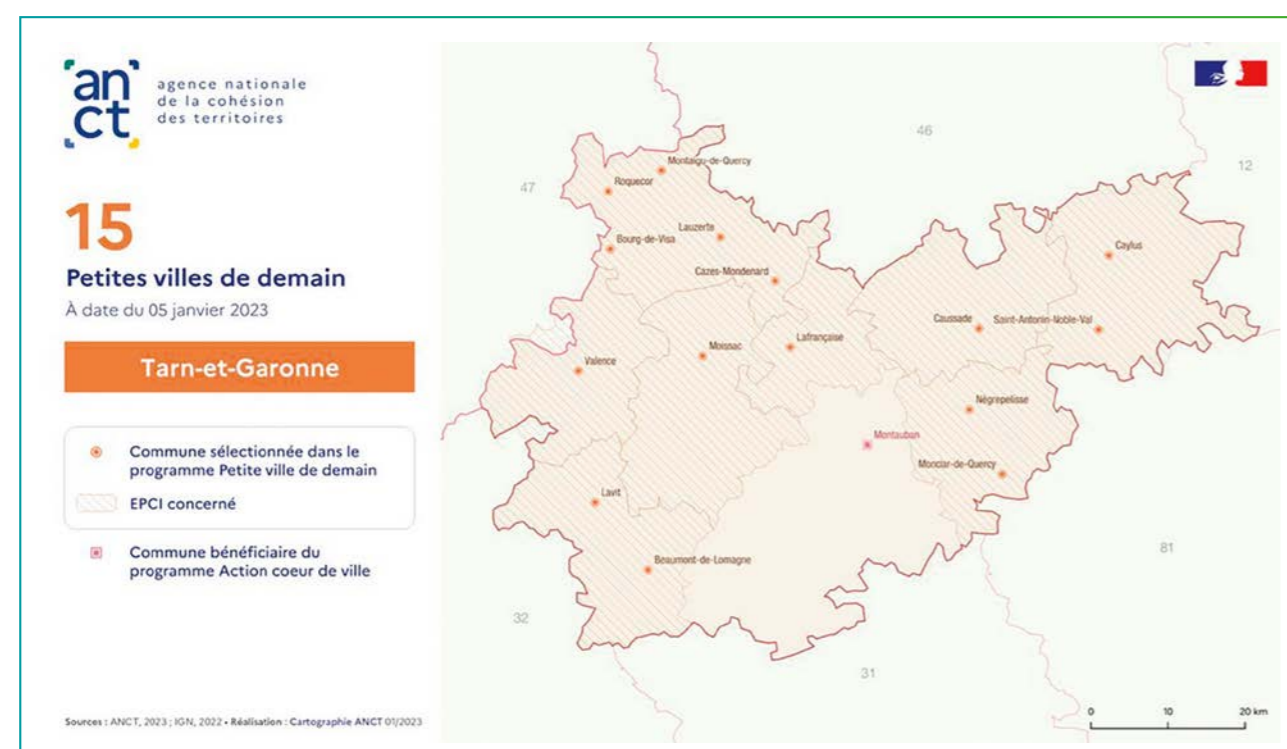 anct
agence nationale
de la cohésion
des territoires
15
Petites villes de demain
À date du 05 janvier 2023
Tarn-et-Garonne
Commune sélectionnée dans le
programme Petite ville de demain
EPCI concerné
Commune bénéficiaire du
programme Action coeur de ville
Sources : ANCT, 2023 ; IGN, 2022 • Réalisation : Cartographie ANCT 01/2023
46
12
47
Montaigu-de-Quercy
Roquecor
Lauzerte
Bourg-de-Visa
Caylus
Cazes-Mondenard
Caussade
Saint-Antonin-Noble-Val
Lafrançaise
Moissac
Valence
Nègrepelisse
Montauban
Monclar-de-Quercy
Lavit
Beaumont-de-Lomagne
81
32
31
0 10 20 km